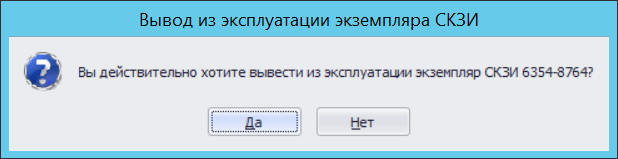 Вывод из эксплуатации экземпляра СКЗИ
Вы действительно хотите вывести из эксплуатации экземпляр СКЗИ 6354-8764?
Да Нет